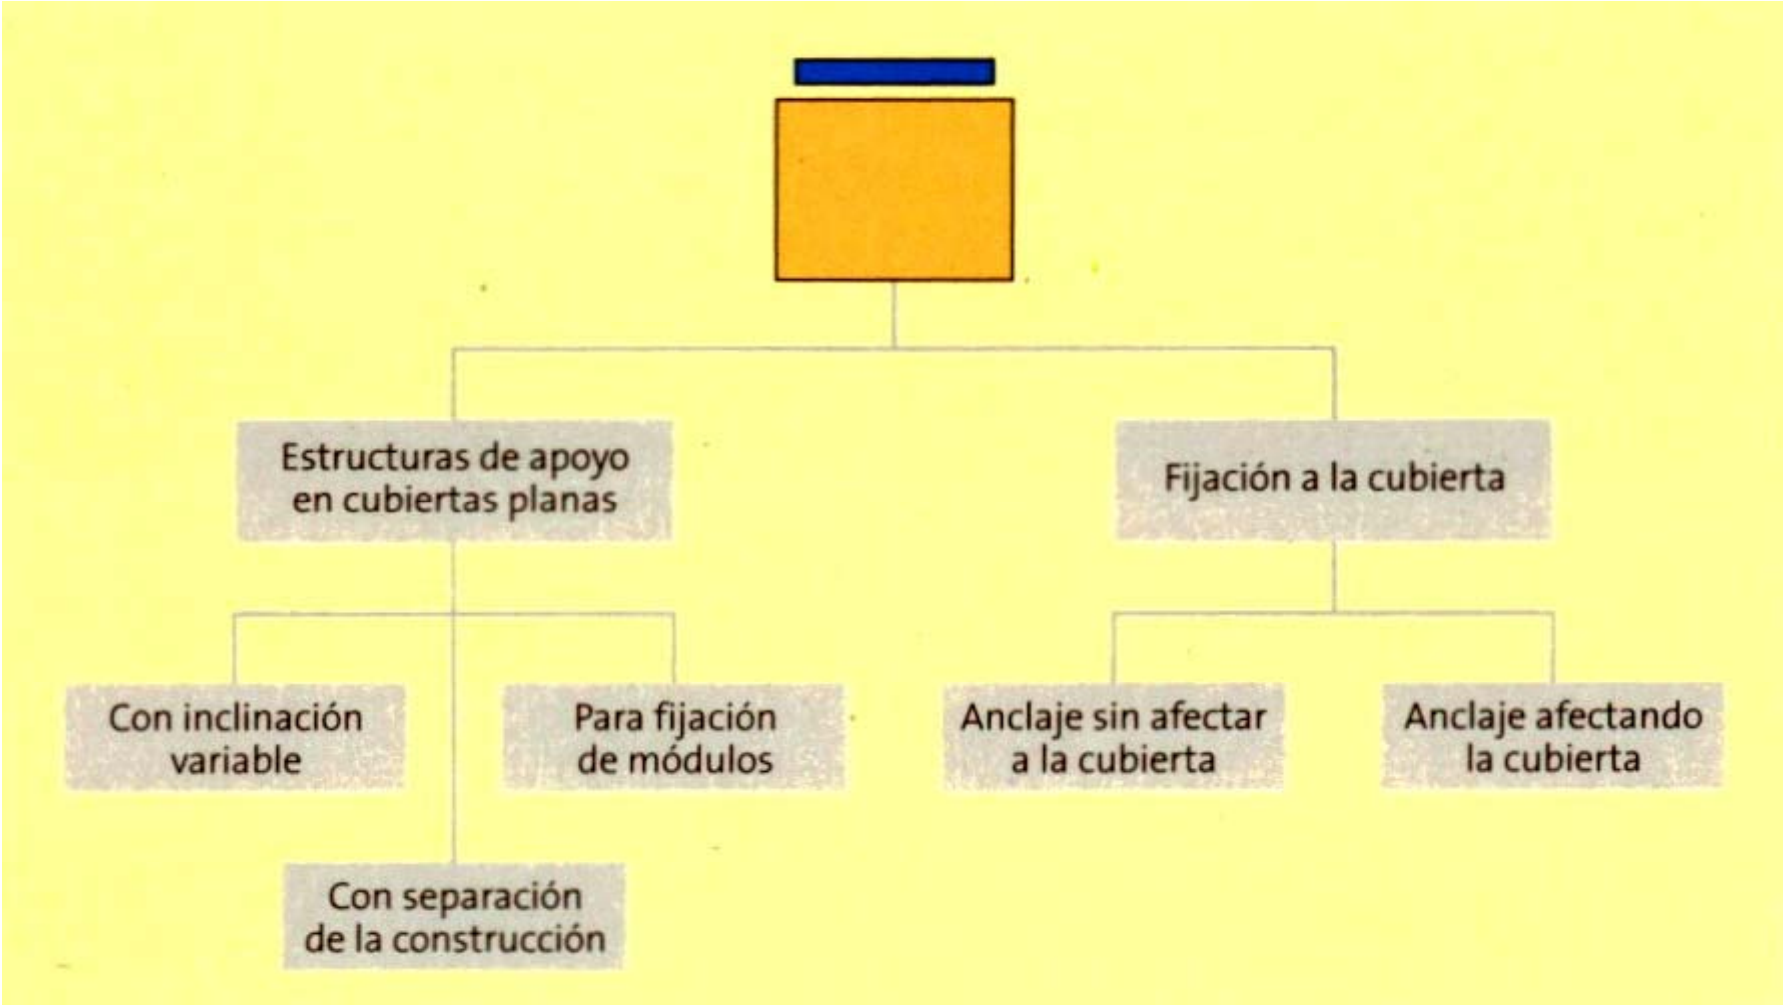 Estructuras de apoyo
en cubiertas planas
Fijación a la cubierta
Con inclinación
variable
Para fijación
de módulos
Anclaje sin afectar
a la cubierta
Anclaje afectando
la cubierta
Con separación
de la construcción